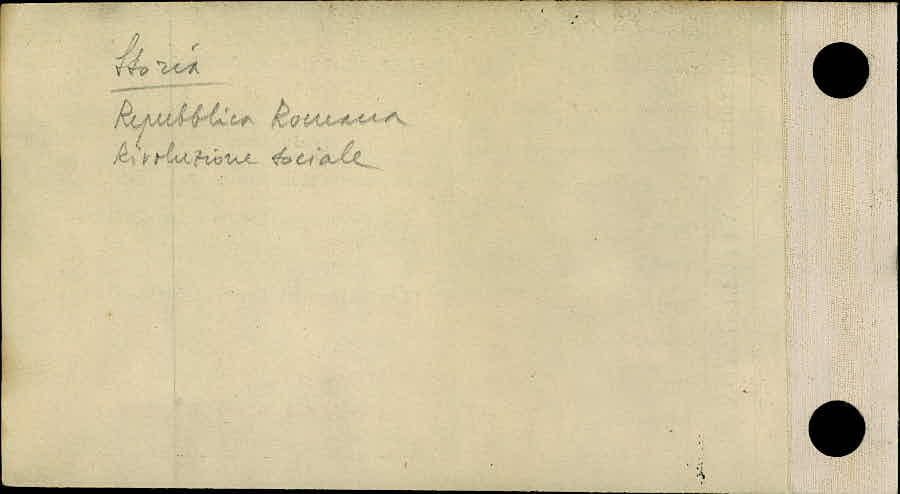 Storia
Repubblica Romana
Rivoluzione sociale